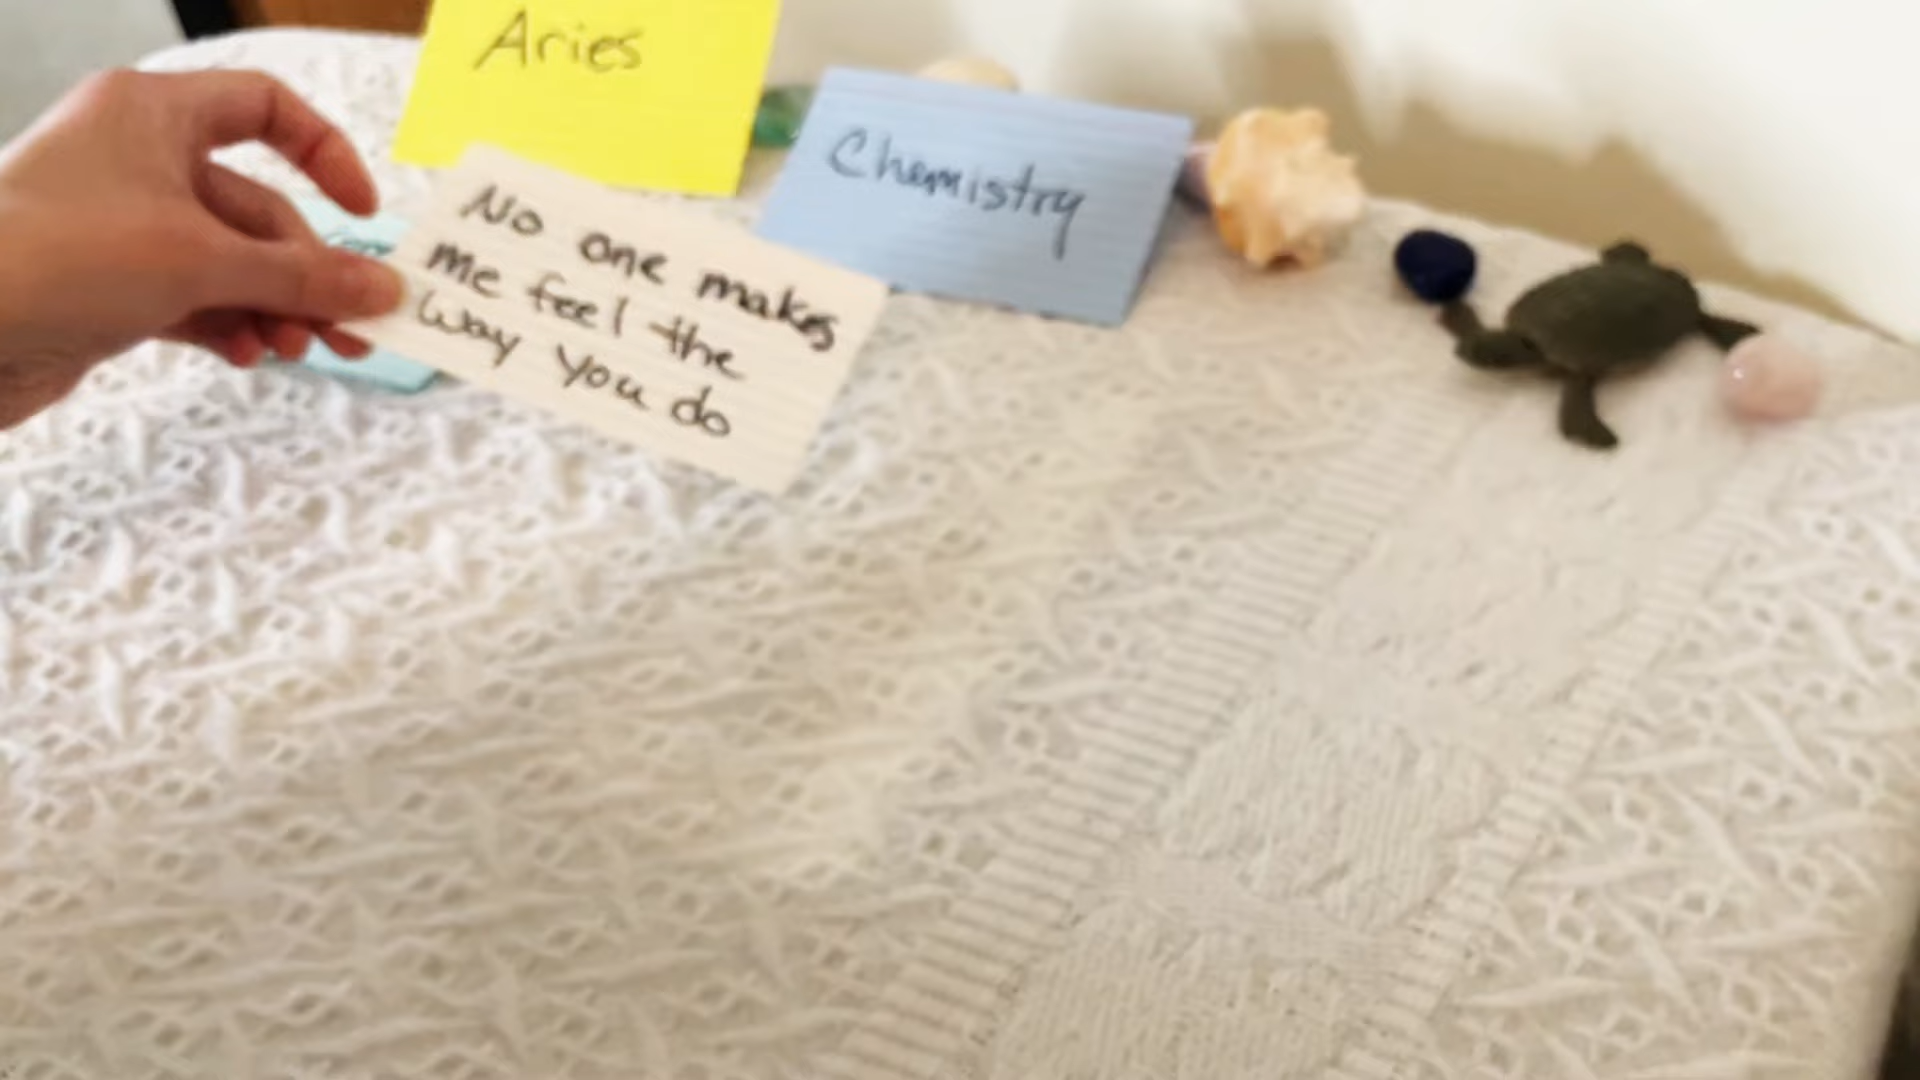 Aries
Chemistry
No one makes
me feel the
way you do